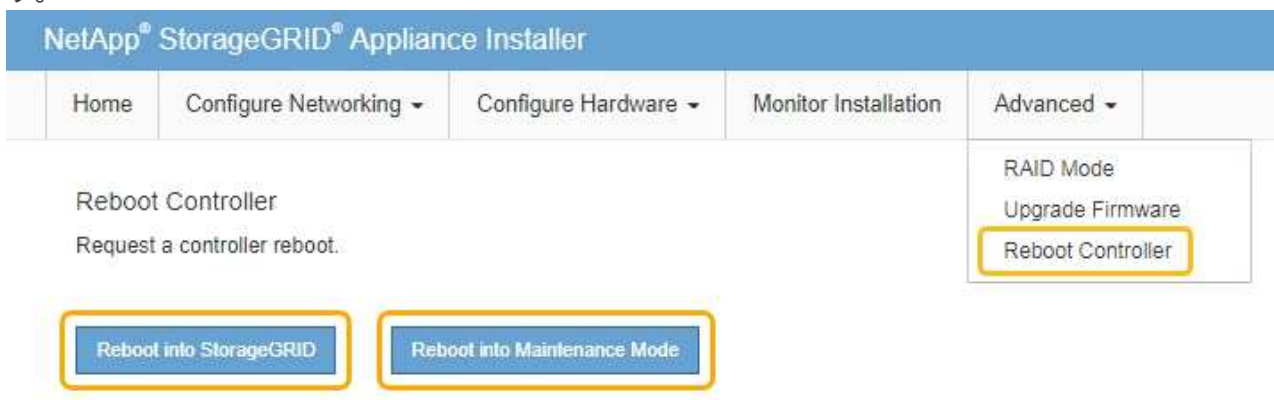 す。
NetApp® StorageGRID® Appliance Installer
Home Configure Networking Configure Hardware Monitor Installation Advanced
RAID Mode
Upgrade Firmware
Reboot Controller
Reboot Controller
Request a controller reboot.
Reboot into StorageGRID Reboot into Maintenance Mode